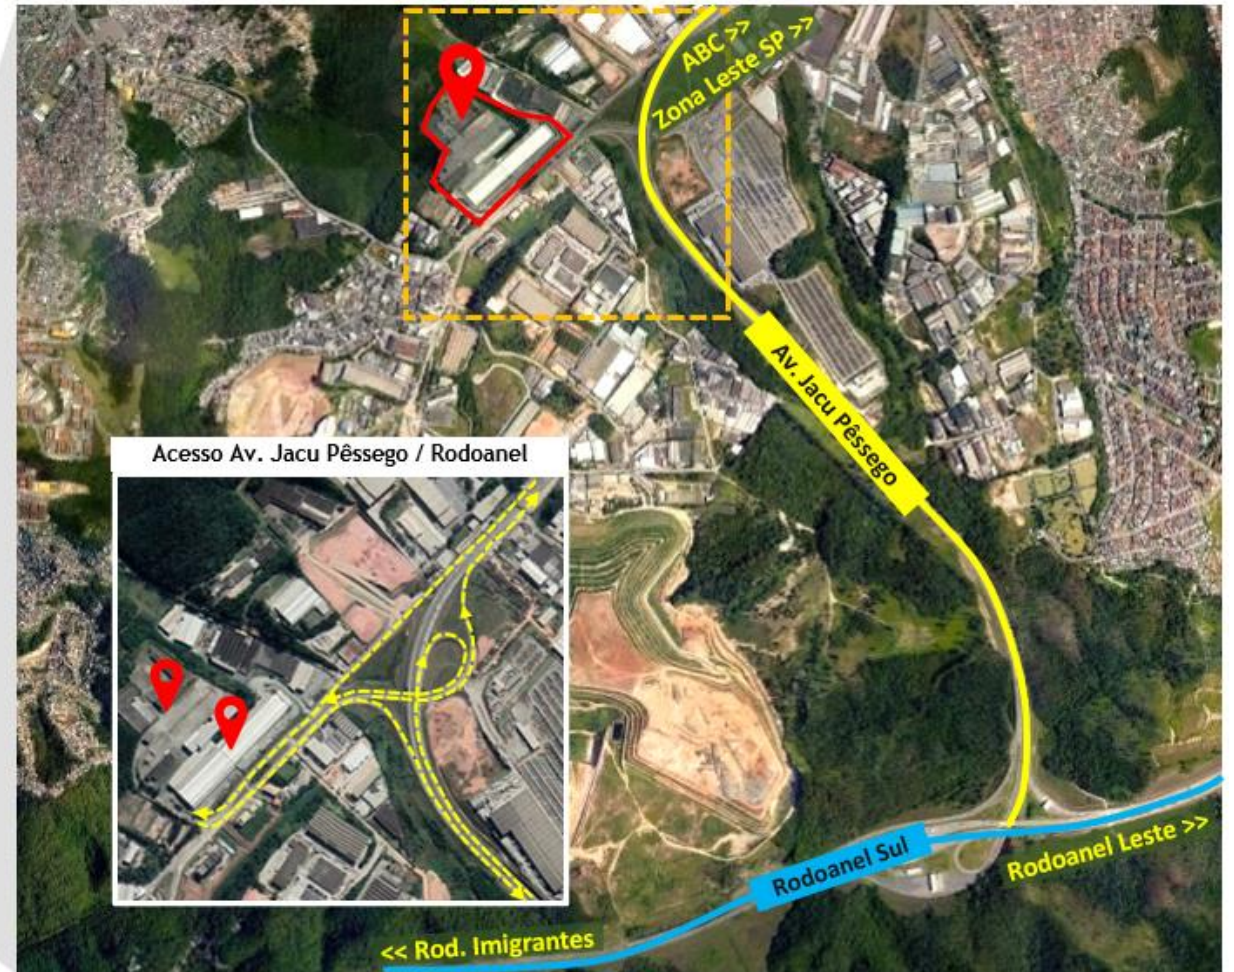 ABC >>
Zona Leste SP >>
Av. Jacu Pêssego
Acesso Av. Jacu Pêssego / Rodoanel
Rodoanel Sul
Rodoanel Leste >>
<< Rod. Imigrantes